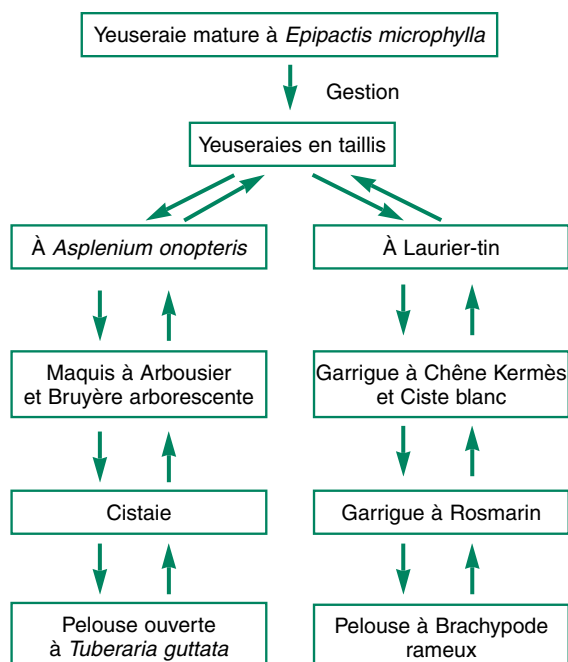 Yeuseraie mature à Epipactis microphylla
Gestion
Yeuseraies en taillis
À Asplenium onopteris
À Laurier-tin
Maquis à Arbousier
et Bruyère arborescente
Garrigue à Chêne Kermès
et Ciste blanc
Cistaie
Garrigue à Rosmarin
Pelouse ouverte
à Tuberaria guttata
Pelouse à Brachypode
rameux